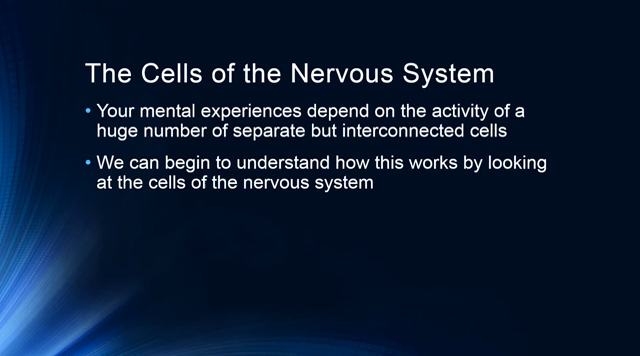 The Cells of the Nervous System
• Your mental experiences depend on the activity of a
huge number of separate but interconnected cells
• We can begin to understand how this works by looking
at the cells of the nervous system